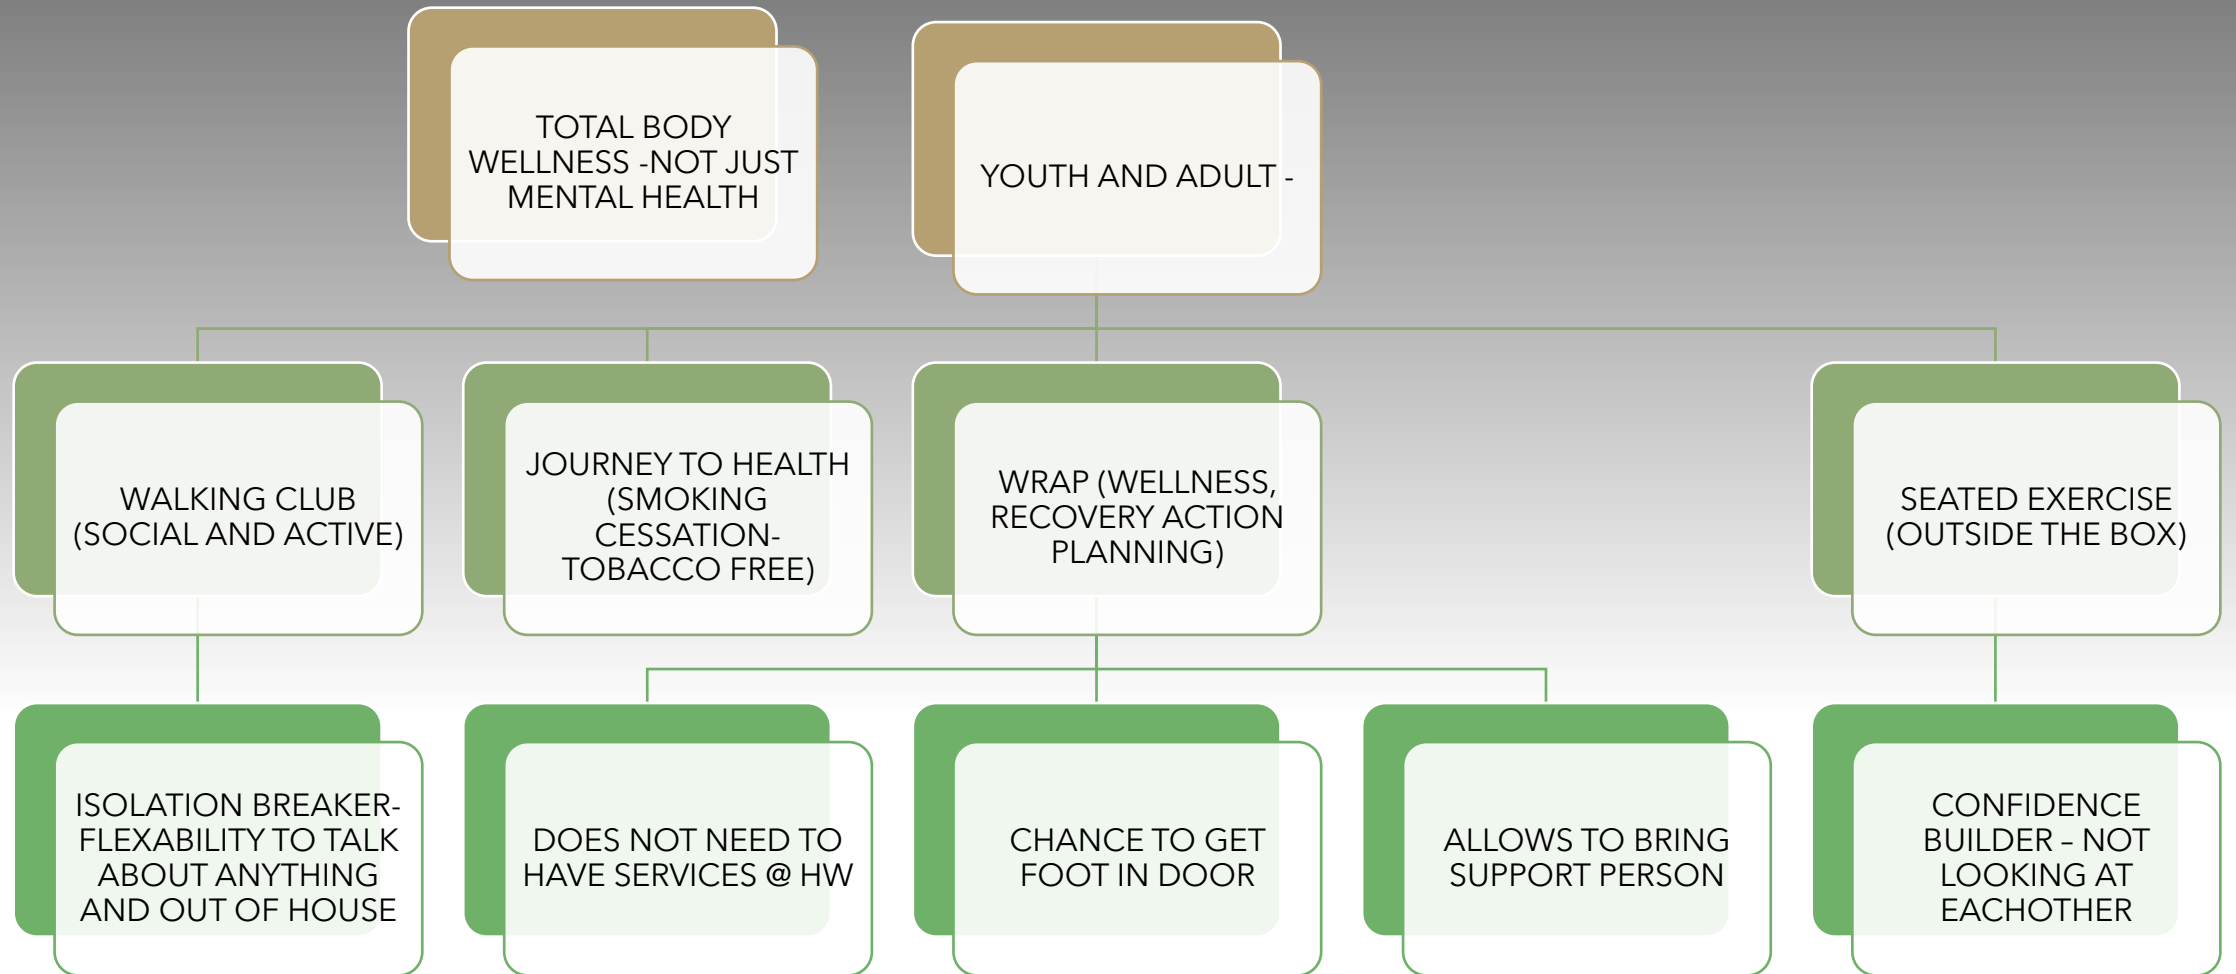 TOTAL BODY
WELLNESS -NOT JUST
MENTAL HEALTH
YOUTH AND ADULT -
WALKING CLUB
(SOCIAL AND ACTIVE)
JOURNEY TO HEALTH
(SMOKING
CESSATION-
TOBACCO FREE)
WRAP (WELLNESS,
RECOVERY ACTION
PLANNING)
SEATED EXERCISE
(OUTSIDE THE BOX)
ISOLATION BREAKER-
FLEXABILITY TO TALK
ABOUT ANYTHING
AND OUT OF HOUSE
DOES NOT NEED TO
HAVE SERVICES @ HW
CHANCE TO GET
FOOT IN DOOR
ALLOWS TO BRING
SUPPORT PERSON
CONFIDENCE
BUILDER – NOT
LOOKING AT
EACHOTHER